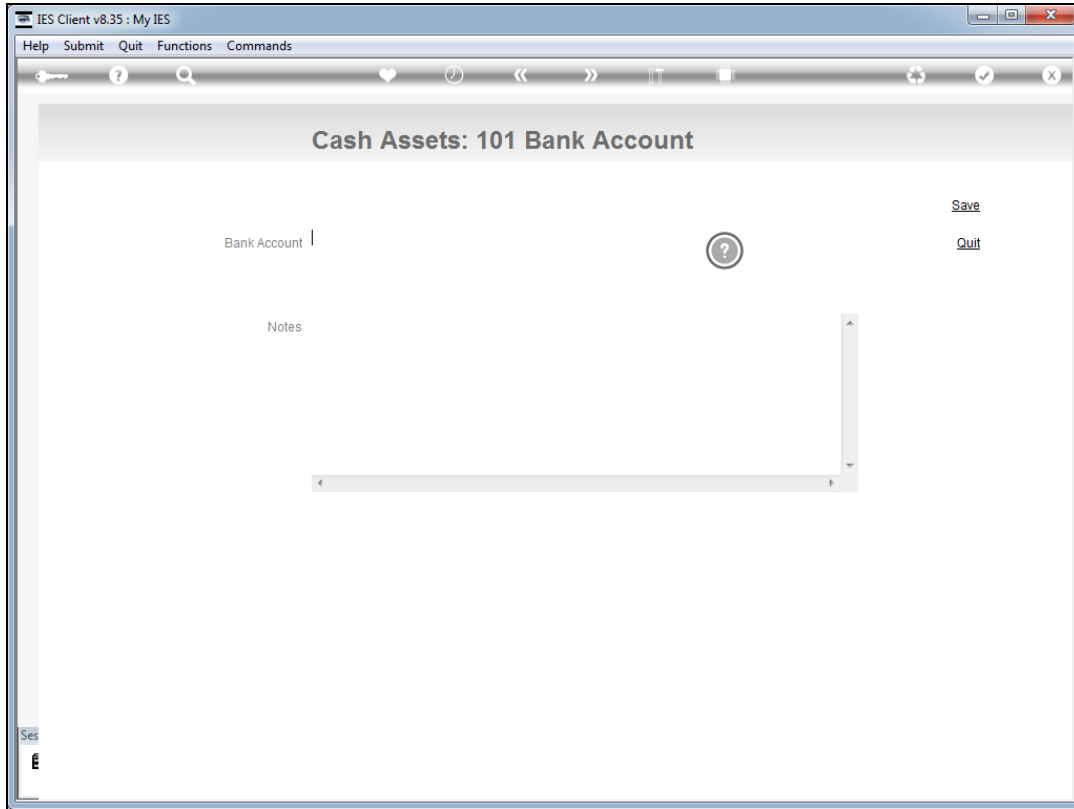 IES Client v8.35 : My IES
Help Submit Quit Functions Commands
Cash Assets: 101 Bank Account
Save
Bank Account
Quit
Notes
Ses